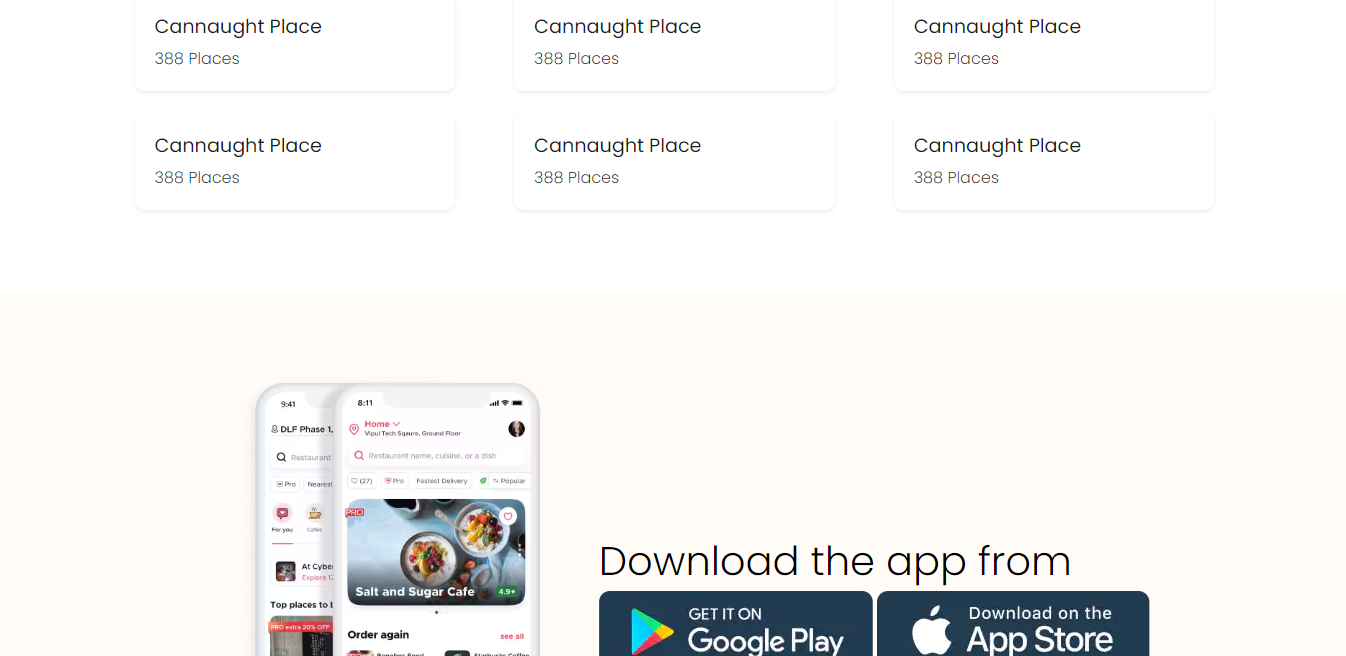 Cannaught Place
388 Places
Cannaught Place
388 Places
Cannaught Place
388 Places
Cannaught Place
388 Places
Cannaught Place
388 Places
Cannaught Place
388 Places
9:41
DLF Phase 1,
Restaurant
Pro
Nearest
For you
Cafes
At Cyber
Explore 12
Top places to
PRO extra 20% OFF
8:11
Home
Vipul Tech Sqaure, Ground Floor
Restaurant name, cuisine, or a dish
(27)
Pro
Fastest Delivery
Popular
PRO
Salt and Sugar Cafe
4.9★
Order again
see all
Download the app from
GET IT ON
Google Play
Download on the
App Store